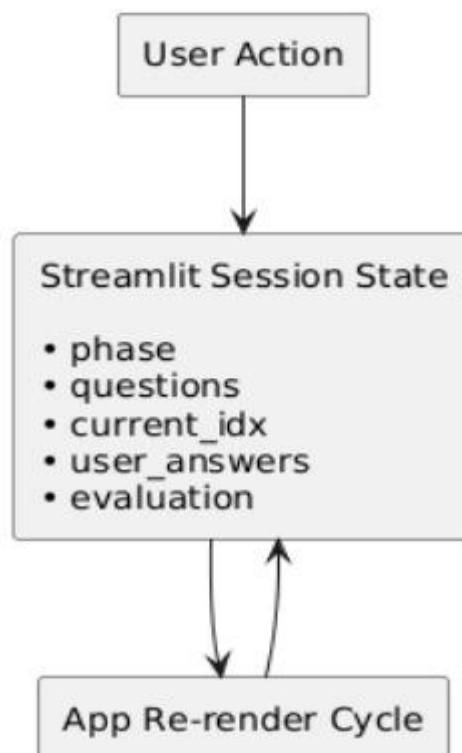 User Action
Streamlit Session State
• phase
• questions
• current_idx
• user_answers
• evaluation
App Re-render Cycle